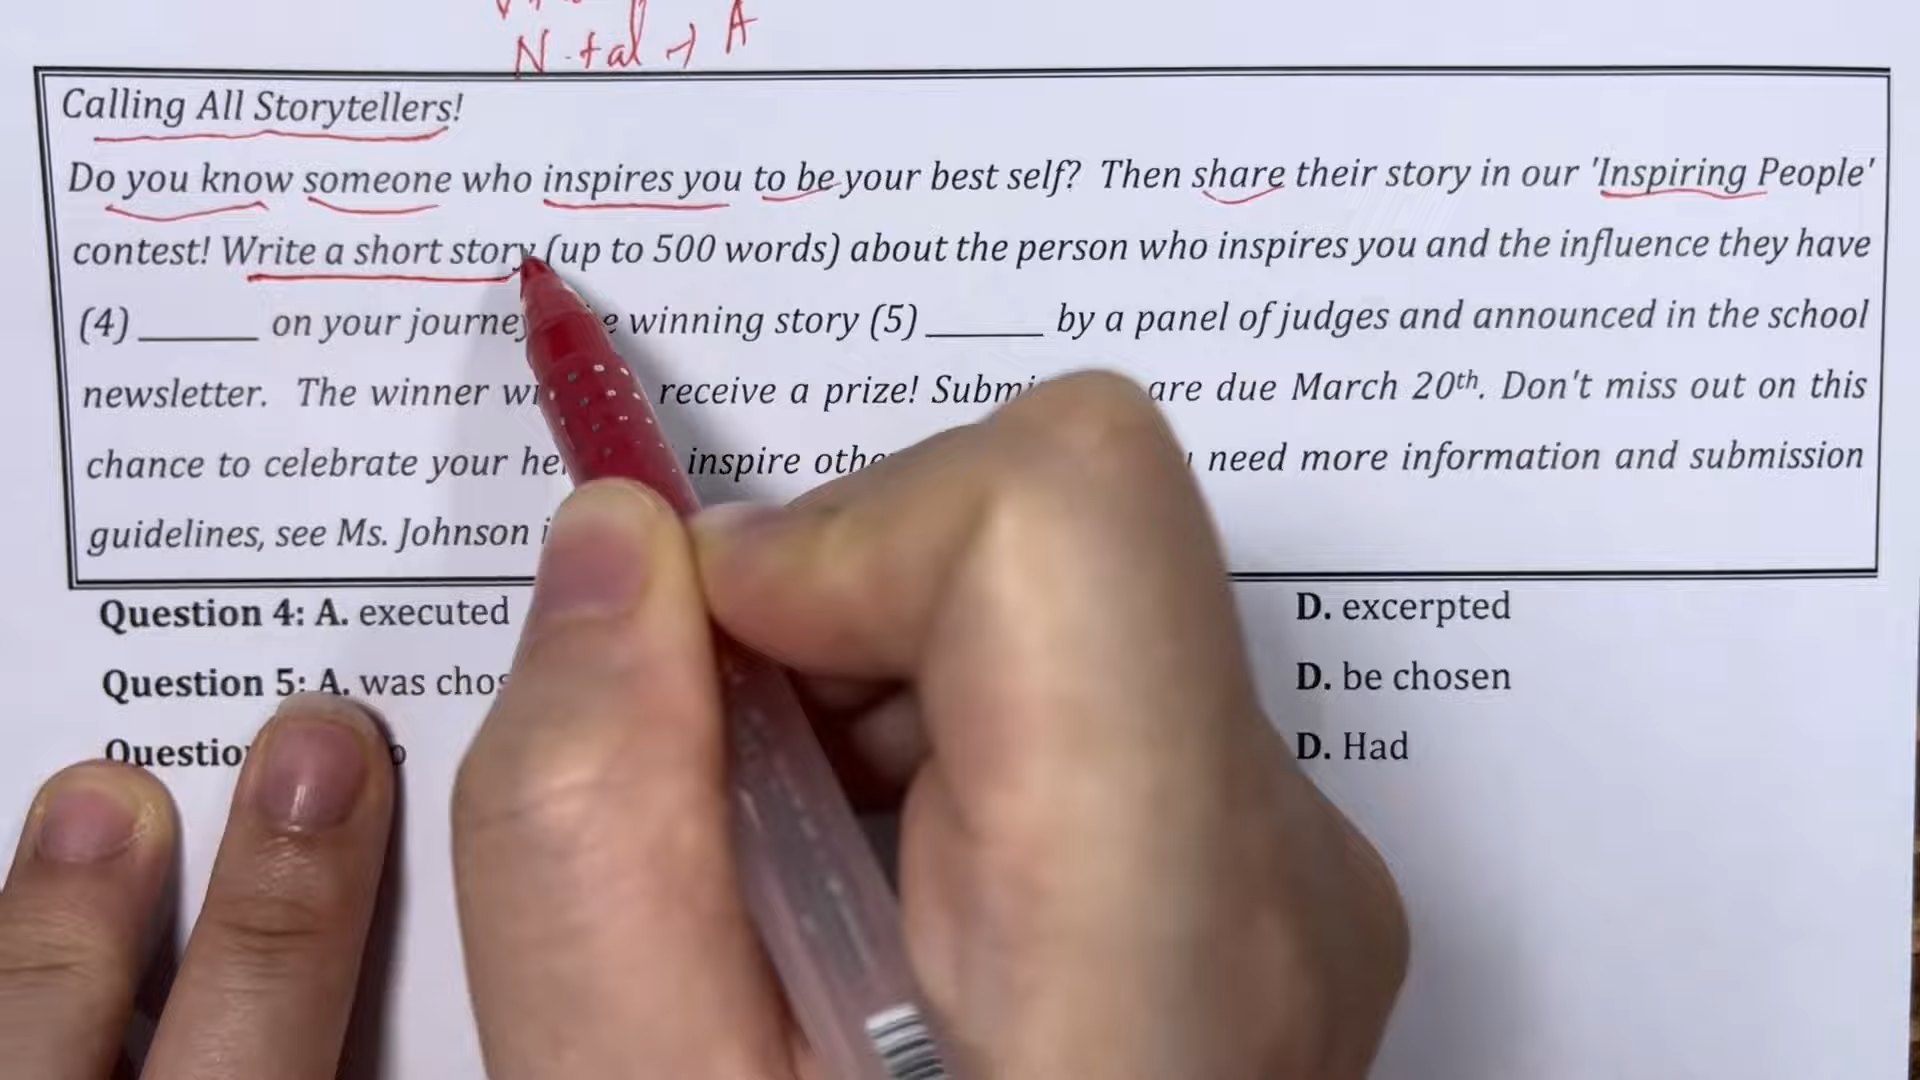 N + al → A
Calling All Storytellers!
Do you know someone who inspires you to be your best self? Then share their story in our 'Inspiring People'
contest! Write a short story (up to 500 words) about the person who inspires you and the influence they have
(4) ______ on your journey winning story (5) ______ by a panel of judges and announced in the school
newsletter. The winner receive a prize! are due March 20th. Don't miss out on this
chance to celebrate your inspire need more information and submission
guidelines, see Ms. Johnson
Question 4: A. executed D. excerpted
Question 5: A. was D. be chosen
D. Had